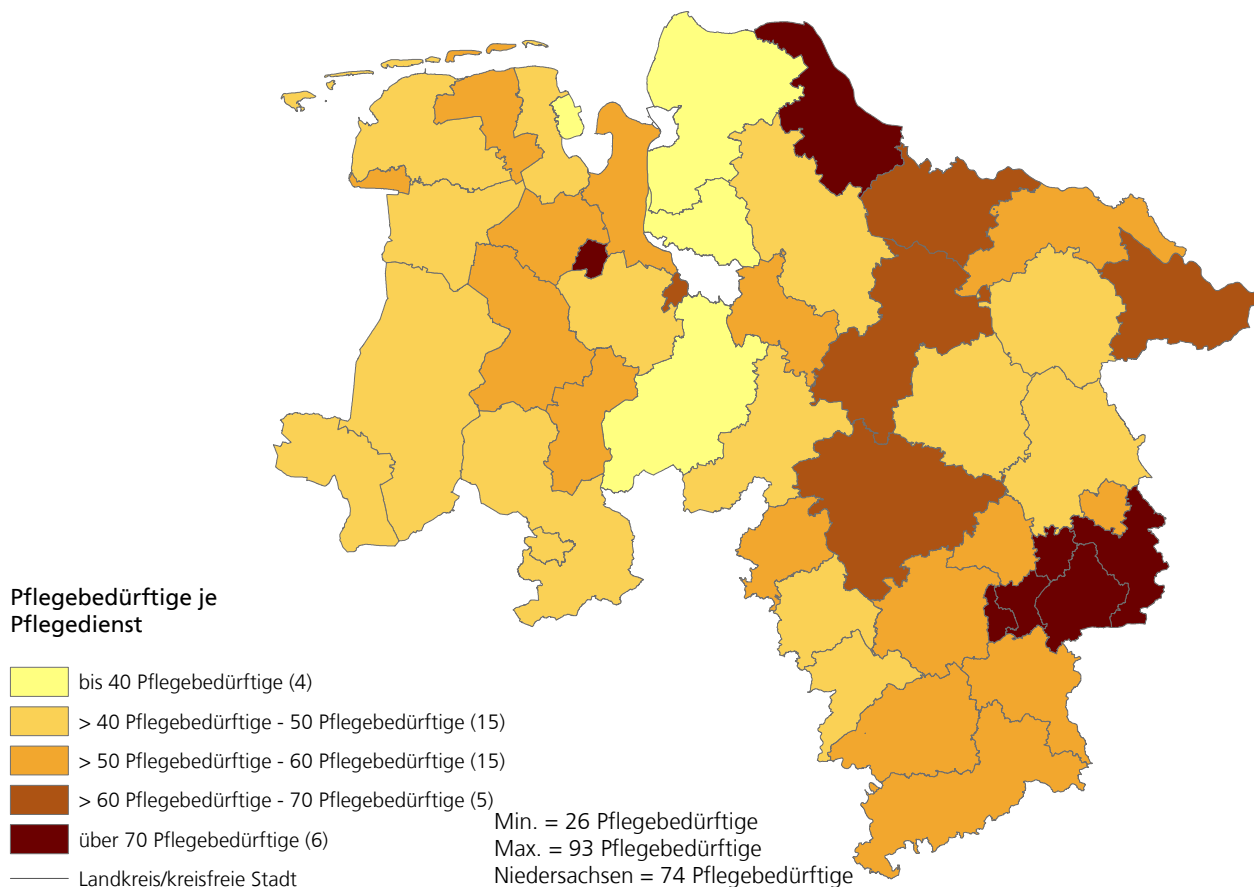 Pflegebedürftige je
Pflegedienst
bis 40 Pflegebedürftige (4)
> 40 Pflegebedürftige - 50 Pflegebedürftige (15)
> 50 Pflegebedürftige - 60 Pflegebedürftige (15)
> 60 Pflegebedürftige - 70 Pflegebedürftige (5)
über 70 Pflegebedürftige (6)
Landkreis/kreisfreie Stadt
Min. = 26 Pflegebedürftige
Max. = 93 Pflegebedürftige
Niedersachsen = 74 Pflegebedürftige